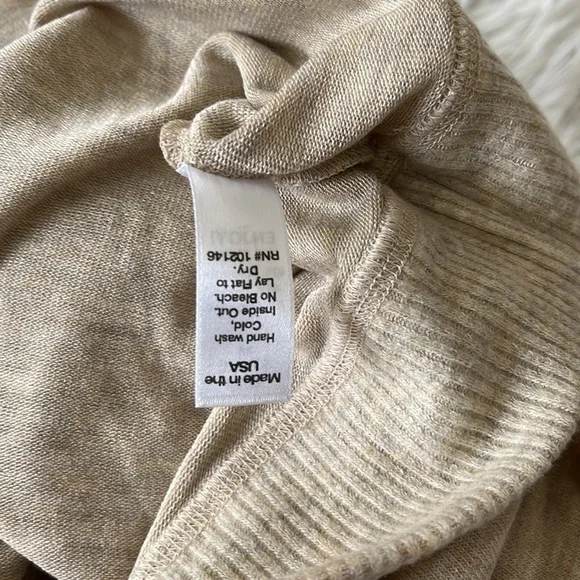 Made in the
USA
Hand wash
Cold,
Inside Out.
No Bleach.
Lay Flat to
Dry.
RN# 102146